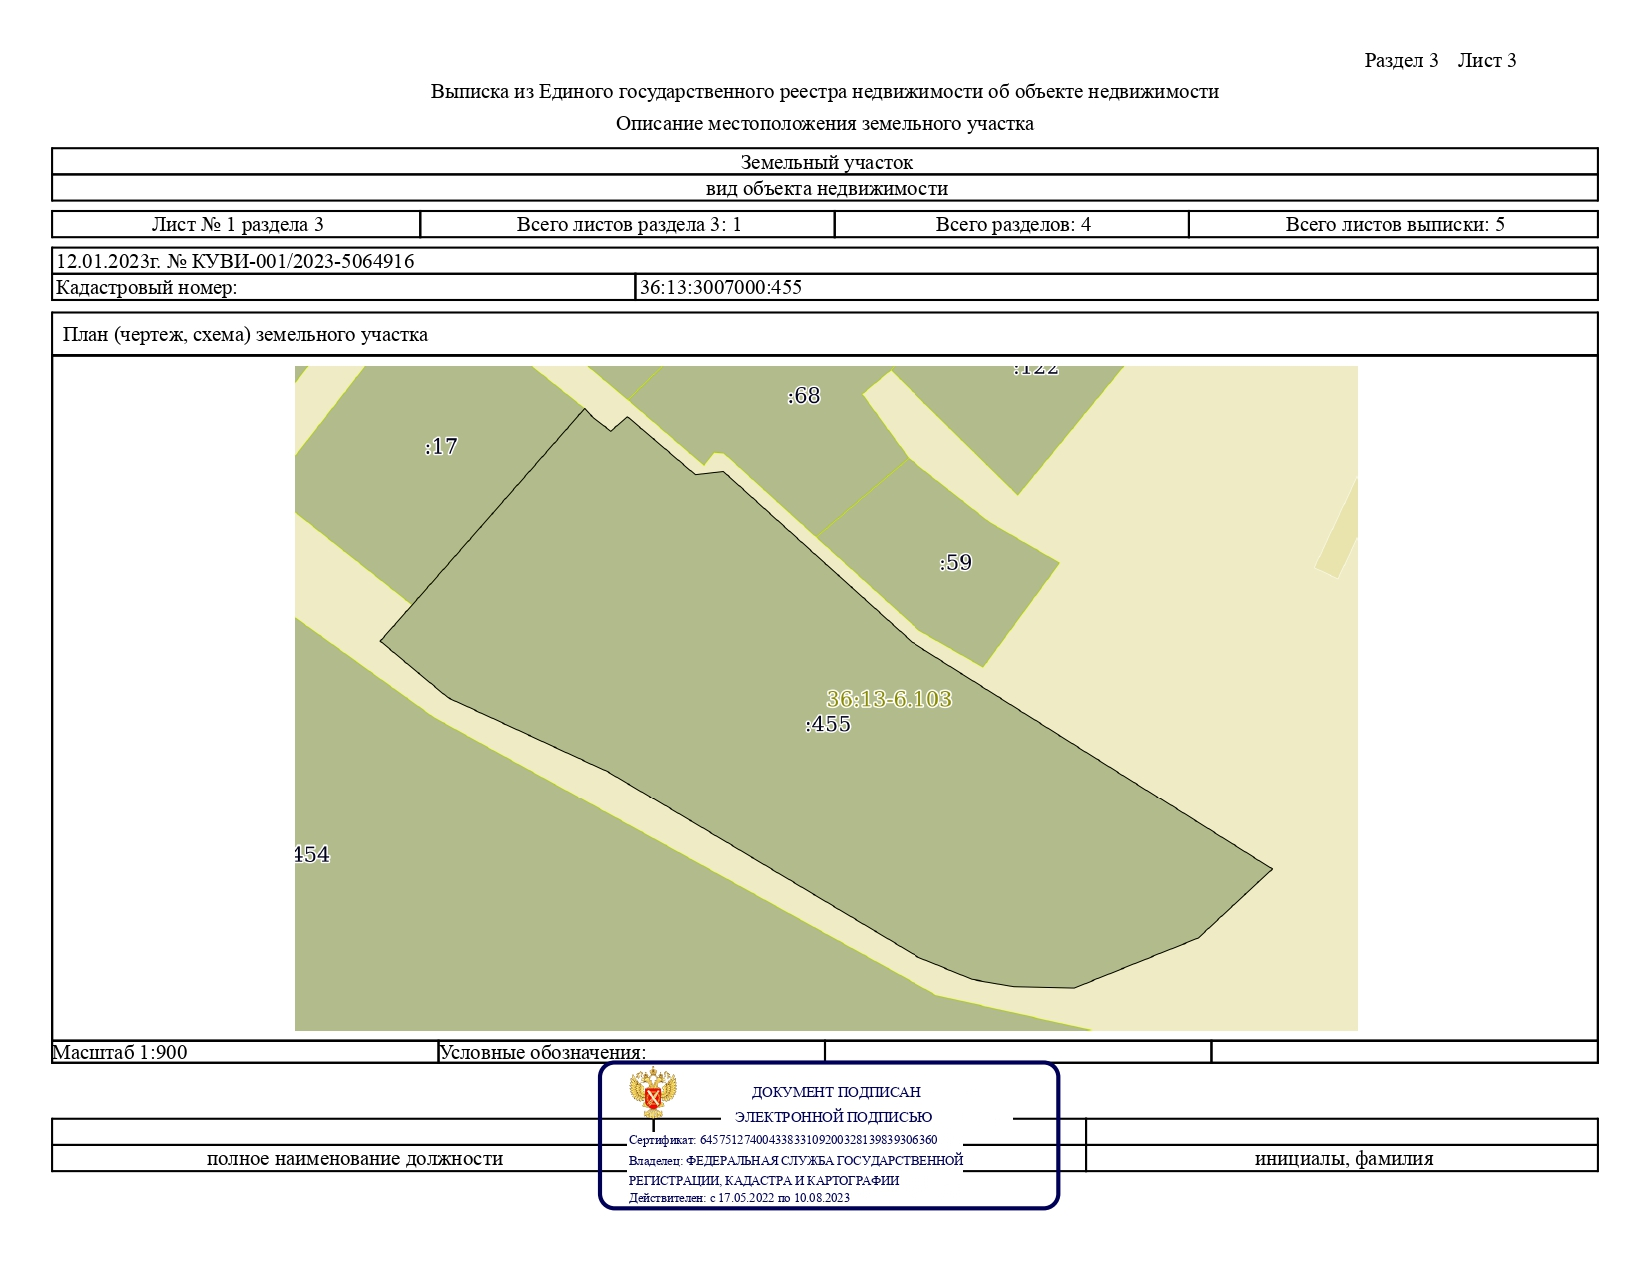 Раздел 3 Лист 3
Выписка из Единого государственного реестра недвижимости об объекте недвижимости
Описание местоположения земельного участка
Земельный участок
вид объекта недвижимости
Лист № 1 раздела 3 Всего листов раздела 3: 1 Всего разделов: 4 Всего листов выписки: 5
12.01.2023г. № КУВИ-001/2023-5064916
Кадастровый номер: 36:13:3007000:455
План (чертеж, схема) земельного участка
:122
:68
:17
:59
36:13-6.103
:455
454
Масштаб 1:900 Условные обозначения:
ДОКУМЕНТ ПОДПИСАН
ЭЛЕКТРОННОЙ ПОДПИСЬЮ
Сертификат: 64575127400433833109200328139839306360
полное наименование должности Владелец: ФЕДЕРАЛЬНАЯ СЛУЖБА ГОСУДАРСТВЕННОЙ инициалы, фамилия
РЕГИСТРАЦИИ, КАДАСТРА И КАРТОГРАФИИ
Действителен: с 17.05.2022 по 10.08.2023